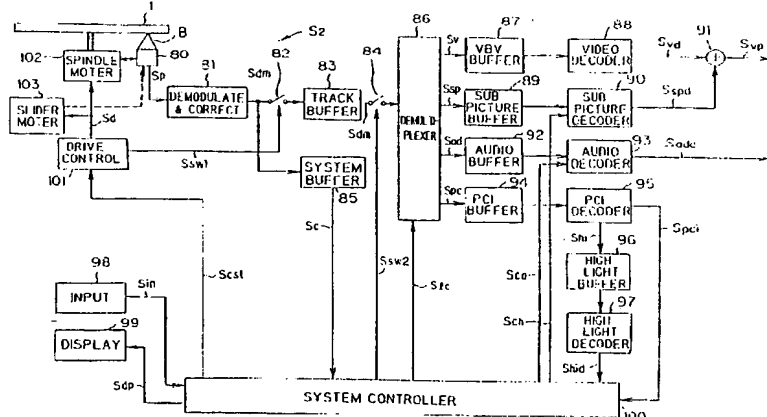 1
B
102
80
SPINDLE
MOTER
Sp
103
SLIDER
MOTER
Sd
DRIVE
CONTROL
101
81
DEMODULATE
& CORRECT
Sdm
82
S2
83
TRACK
BUFFER
84
Sdm
Ssw1
SYSTEM
BUFFER
85
Sc
Ssw2
Stc
Scst
86
DEMULTI-
PLEXER
Sv
87
VBV
BUFFER
88
VIDEO
DECODER
Svd
91
Svp
Ssp
89
SUB
PICTURE
BUFFER
90
SUB
PICTURE
DECODER
Sspd
Sad
92
AUDIO
BUFFER
93
AUDIO
DECODER
Sadd
Spc
94
PCI
BUFFER
95
PCI
DECODER
Spci
Shi
96
HIGH
LIGHT
BUFFER
97
HIGH
LIGHT
DECODER
Shid
Sca
Sch
98
INPUT
Sin
99
DISPLAY
Sdp
SYSTEM CONTROLLER
100